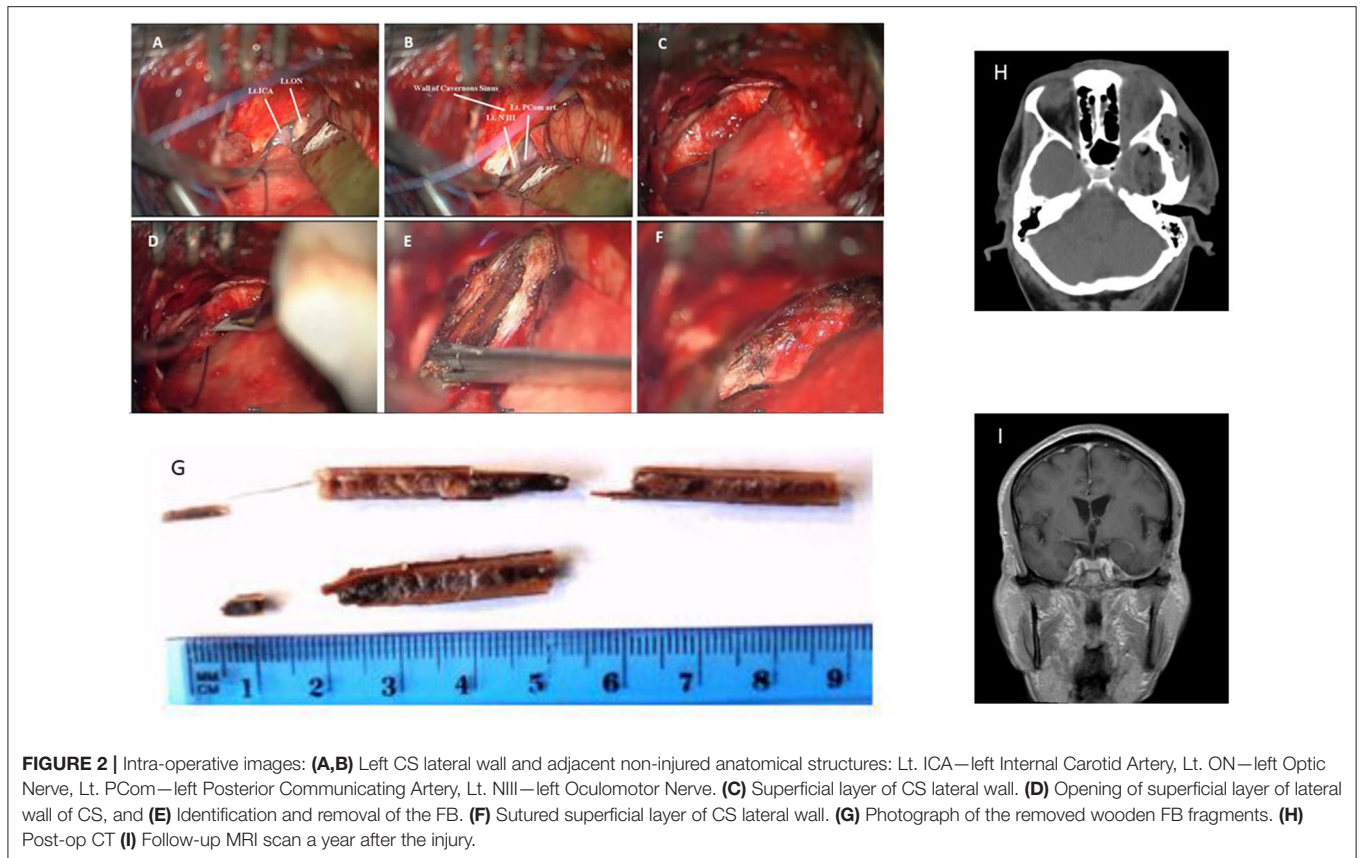 A
Lt.ON
Lt.ICA
B
Wall of Cavernous Sinus
Lt. PCom art.
Lt. N III
C
D
E
F
G
MM
CM 1 2 3 4 5 6 7 8 9
H
I
FIGURE 2 | Intra-operative images: (A,B) Left CS lateral wall and adjacent non-injured anatomical structures: Lt. ICA—left Internal Carotid Artery, Lt. ON—left Optic
Nerve, Lt. PCom—left Posterior Communicating Artery, Lt. NIII—left Oculomotor Nerve. (C) Superficial layer of CS lateral wall. (D) Opening of superficial layer of lateral
wall of CS, and (E) Identification and removal of the FB. (F) Sutured superficial layer of CS lateral wall. (G) Photograph of the removed wooden FB fragments. (H)
Post-op CT (I) Follow-up MRI scan a year after the injury.